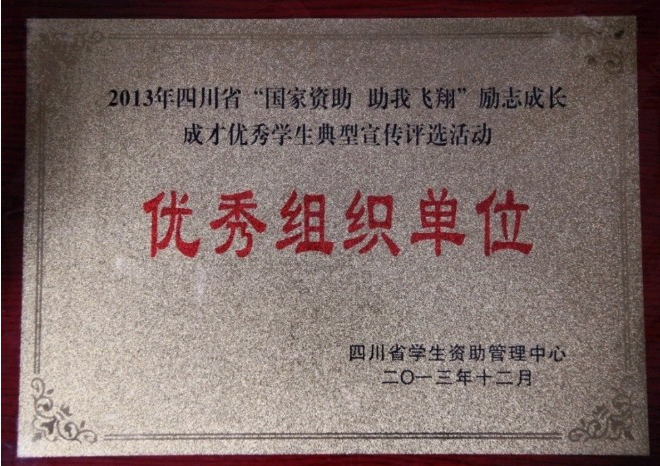 2013年四川省“国家资助 助我飞翔”励志成长
成才优秀学生典型宣传评选活动
优秀组织单位
四川省学生资助管理中心
二〇一三年十二月